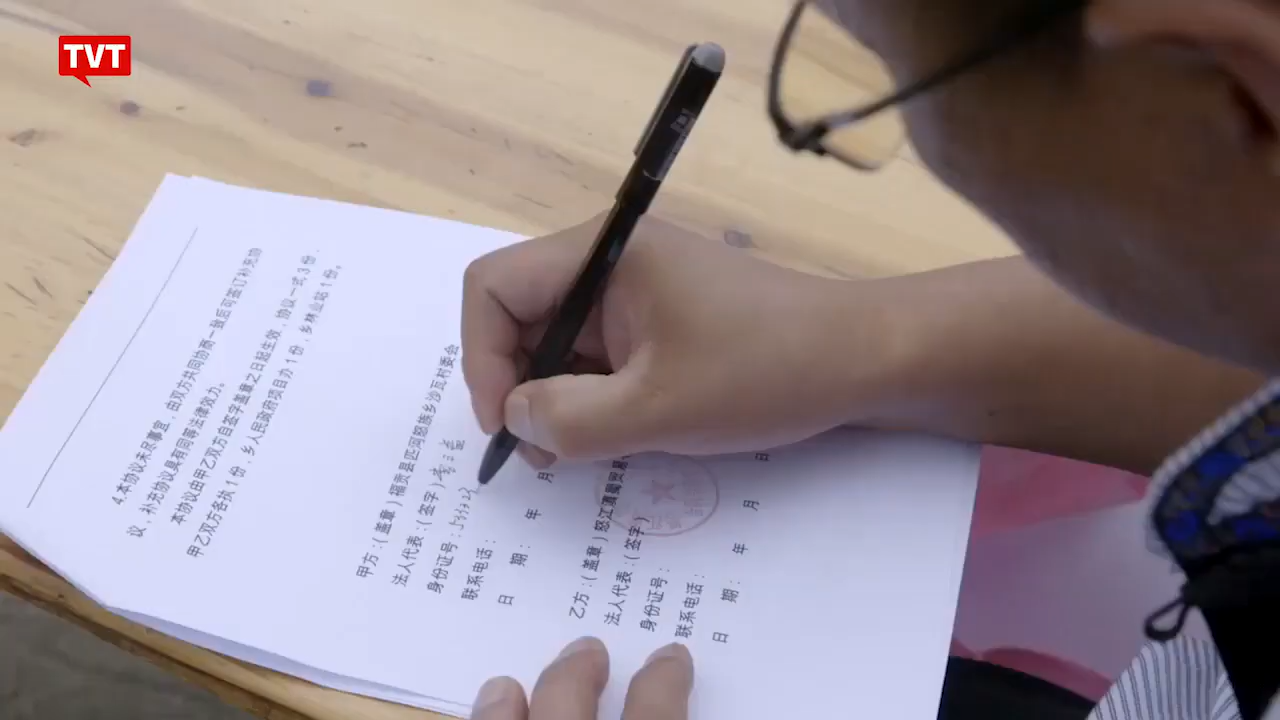 TVT
4.本协议未尽事宜，由双方共同协商一致后可签订补充协
议，补充协议具有同等法律效力。
本协议由甲乙双方自签字盖章之日起生效，协议一式3份，
甲乙双方各执1份，乡人民政府项目办1份，乡林业站1份。
甲方：(盖章)福贡县匹河怒族乡沙瓦村委会
法人代表：(签字)
身份证号：533323
联系电话：
日 期： 年 月
乙方：(盖章)怒江
法人代表：(签字)
身份证号：
联系电话：
日 期： 年 月 日